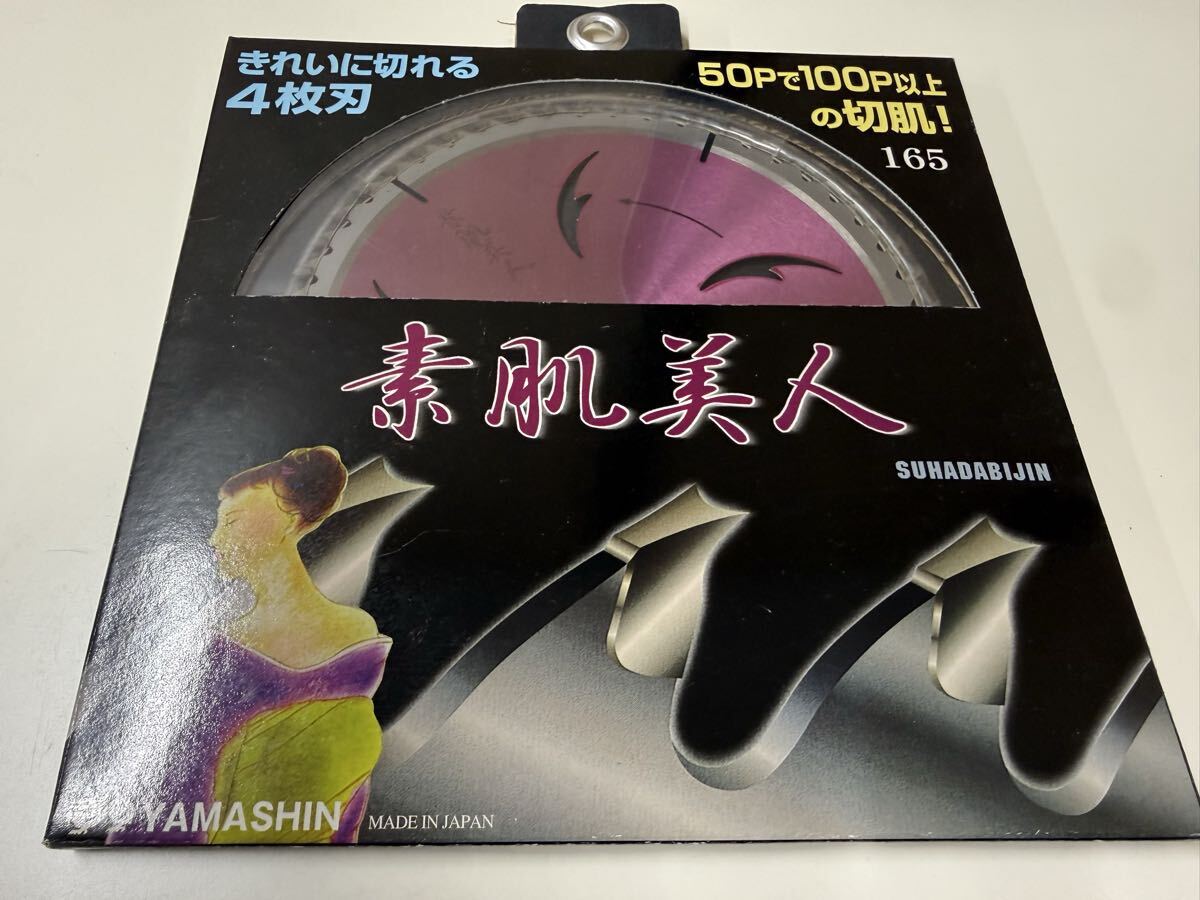 きれいに切れる
4枚刃
50Pで100P以上
の切肌!
165
素肌美人
SUHADABIJIN
YAMASHIN
MADE IN JAPAN